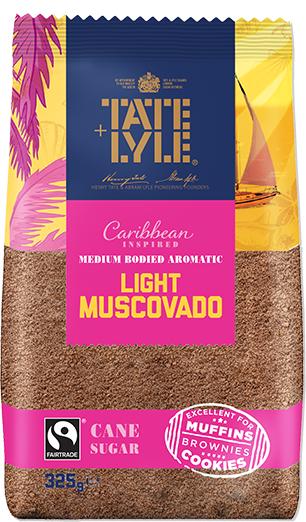 TATE
+
LYLE®
HENRY TATE & ABRAM LYLE PIONEERING FOUNDERS
Caribbean
INSPIRED
MEDIUM BODIED AROMATIC
LIGHT
MUSCOVADO
FAIRTRADE
CANE
SUGAR
EXCELLENT FOR
MUFFINS
BROWNIES
COOKIES
325g℮